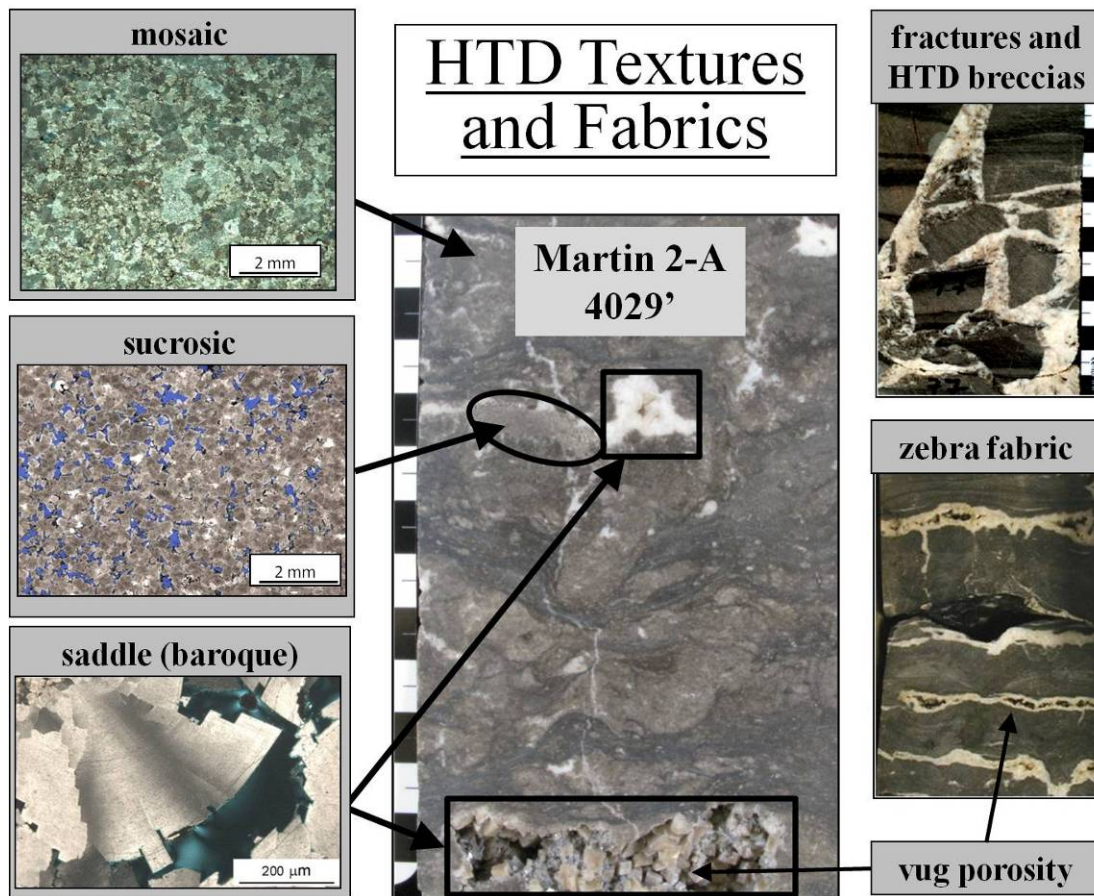 mosaic
2 mm
sucrosic
2 mm
saddle (baroque)
200 μm
HTD Textures
and Fabrics
Martin 2-A
4029’
fractures and
HTD breccias
zebra fabric
vug porosity